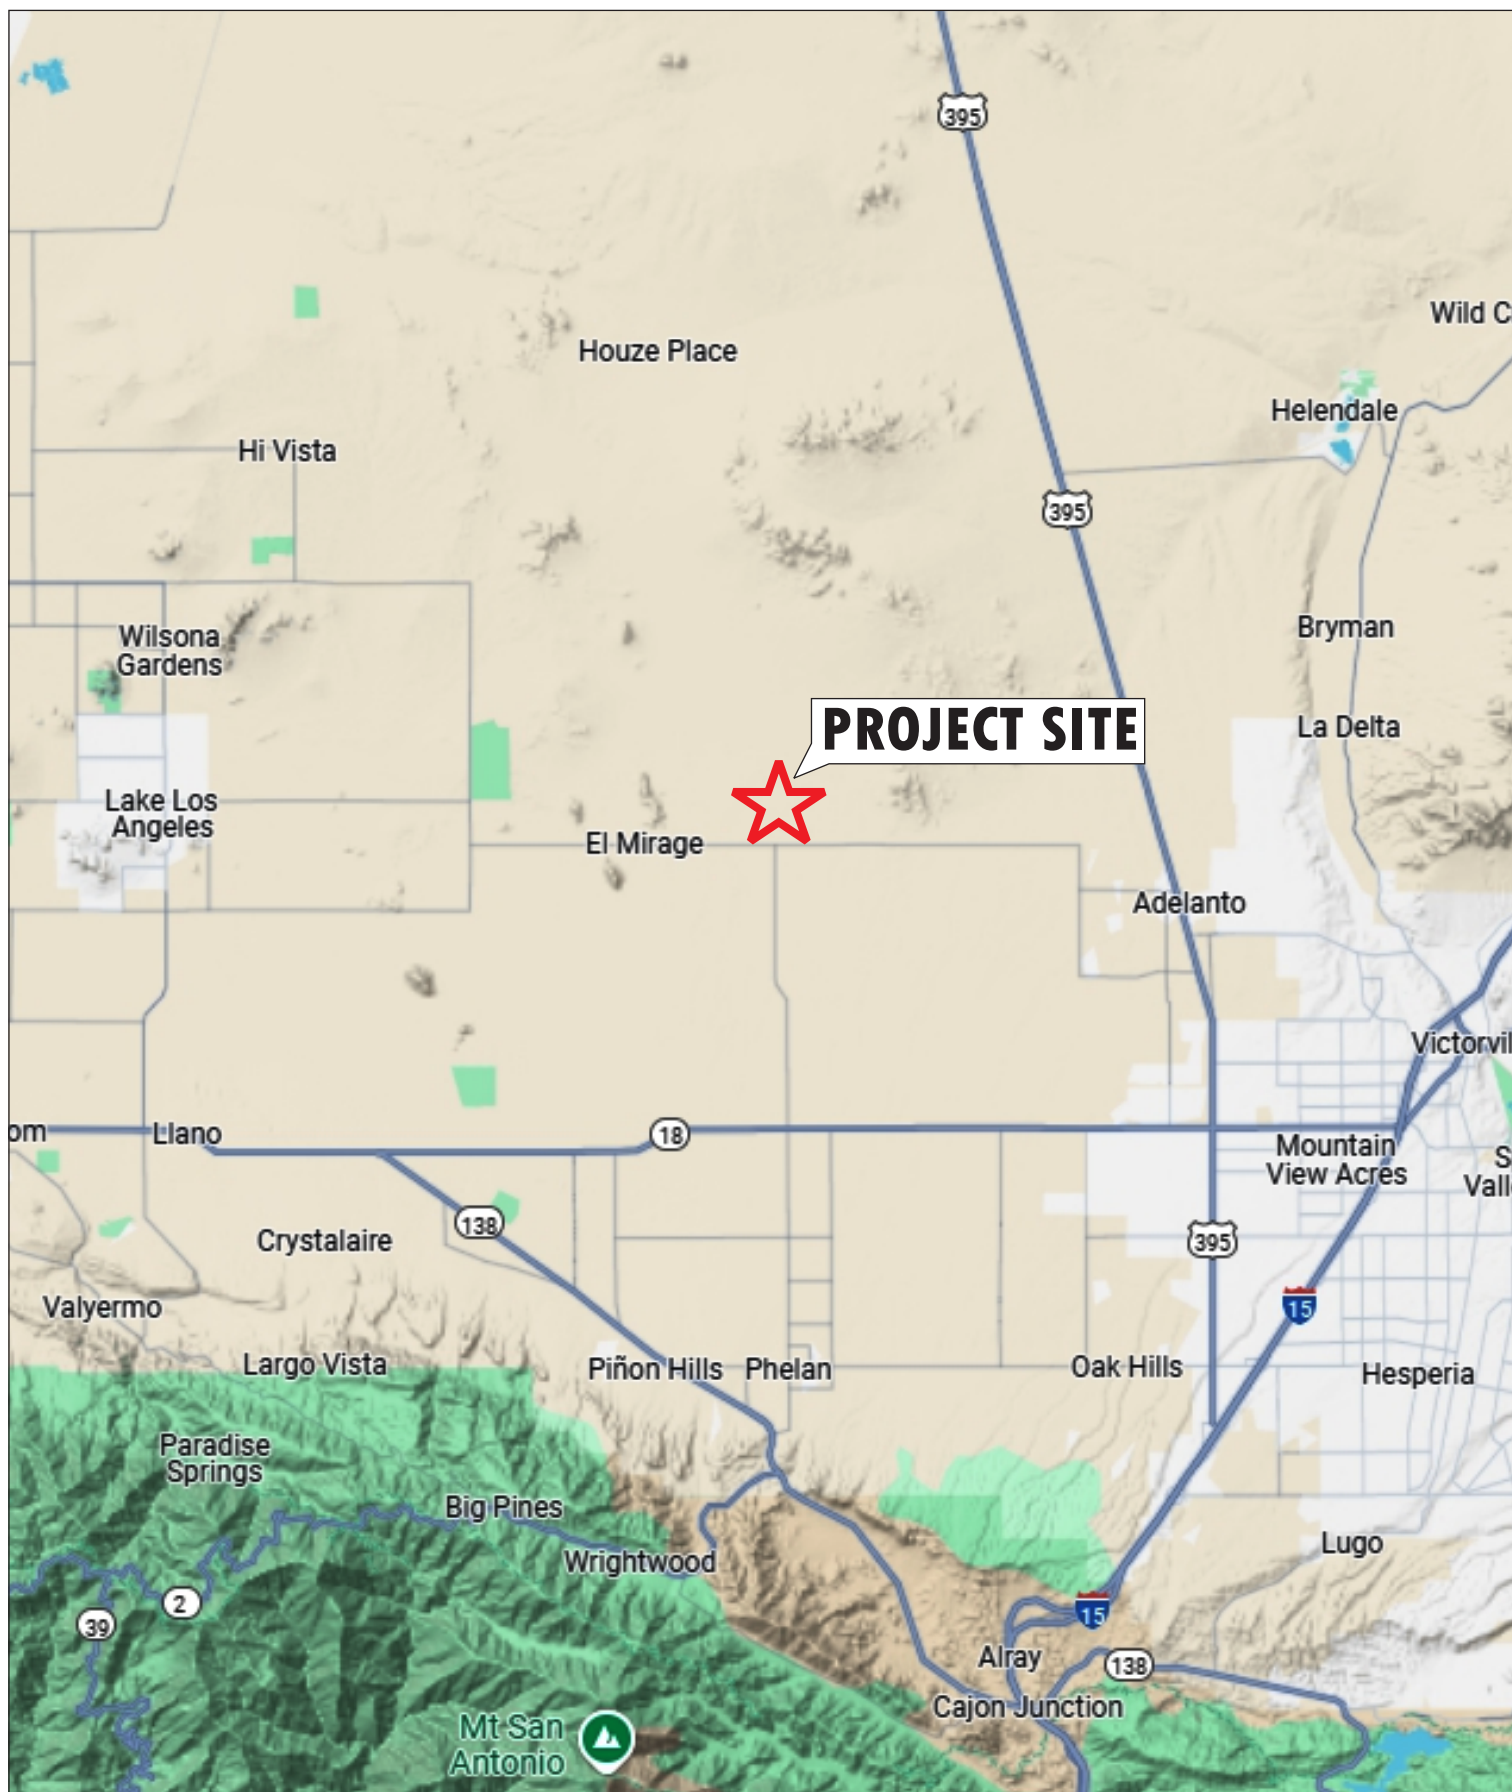 395
Wild C
Houze Place
Helendale
Hi Vista
395
Bryman
Wilsona
Gardens
PROJECT SITE
La Delta
Lake Los
Angeles
El Mirage
Adelanto
Victorvil
om
Llano
18
Mountain
View Acres
S
Vall
138
Crystalaire
395
Valyermo
15
Largo Vista
Piñon Hills
Phelan
Oak Hills
Hesperia
Paradise
Springs
Big Pines
Wrightwood
Lugo
2
39
15
Alray
138
Cajon Junction
Mt San
Antonio